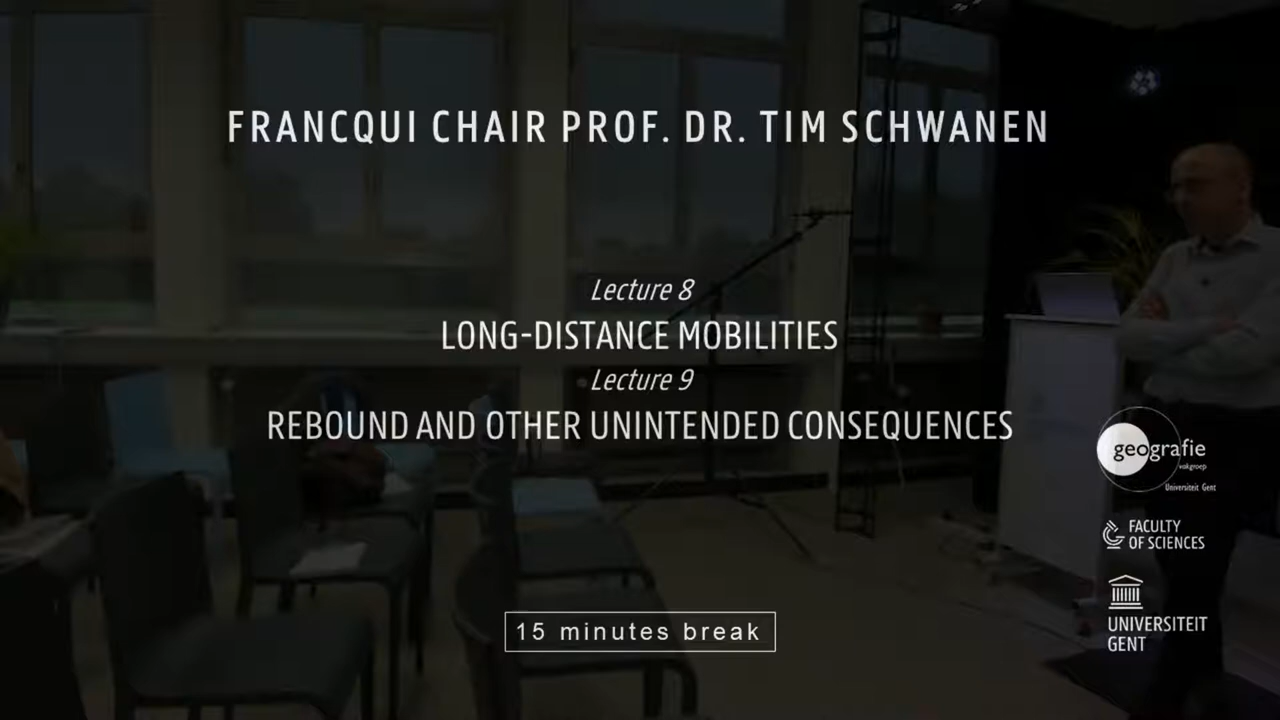 FRANCQUI CHAIR PROF. DR. TIM SCHWANEN
Lecture 8
LONG-DISTANCE MOBILITIES
Lecture 9
REBOUND AND OTHER UNINTENDED CONSEQUENCES
geografie
vakgroep
Universiteit Gent
FACULTY
OF SCIENCES
UNIVERSITEIT
GENT
15 minutes break